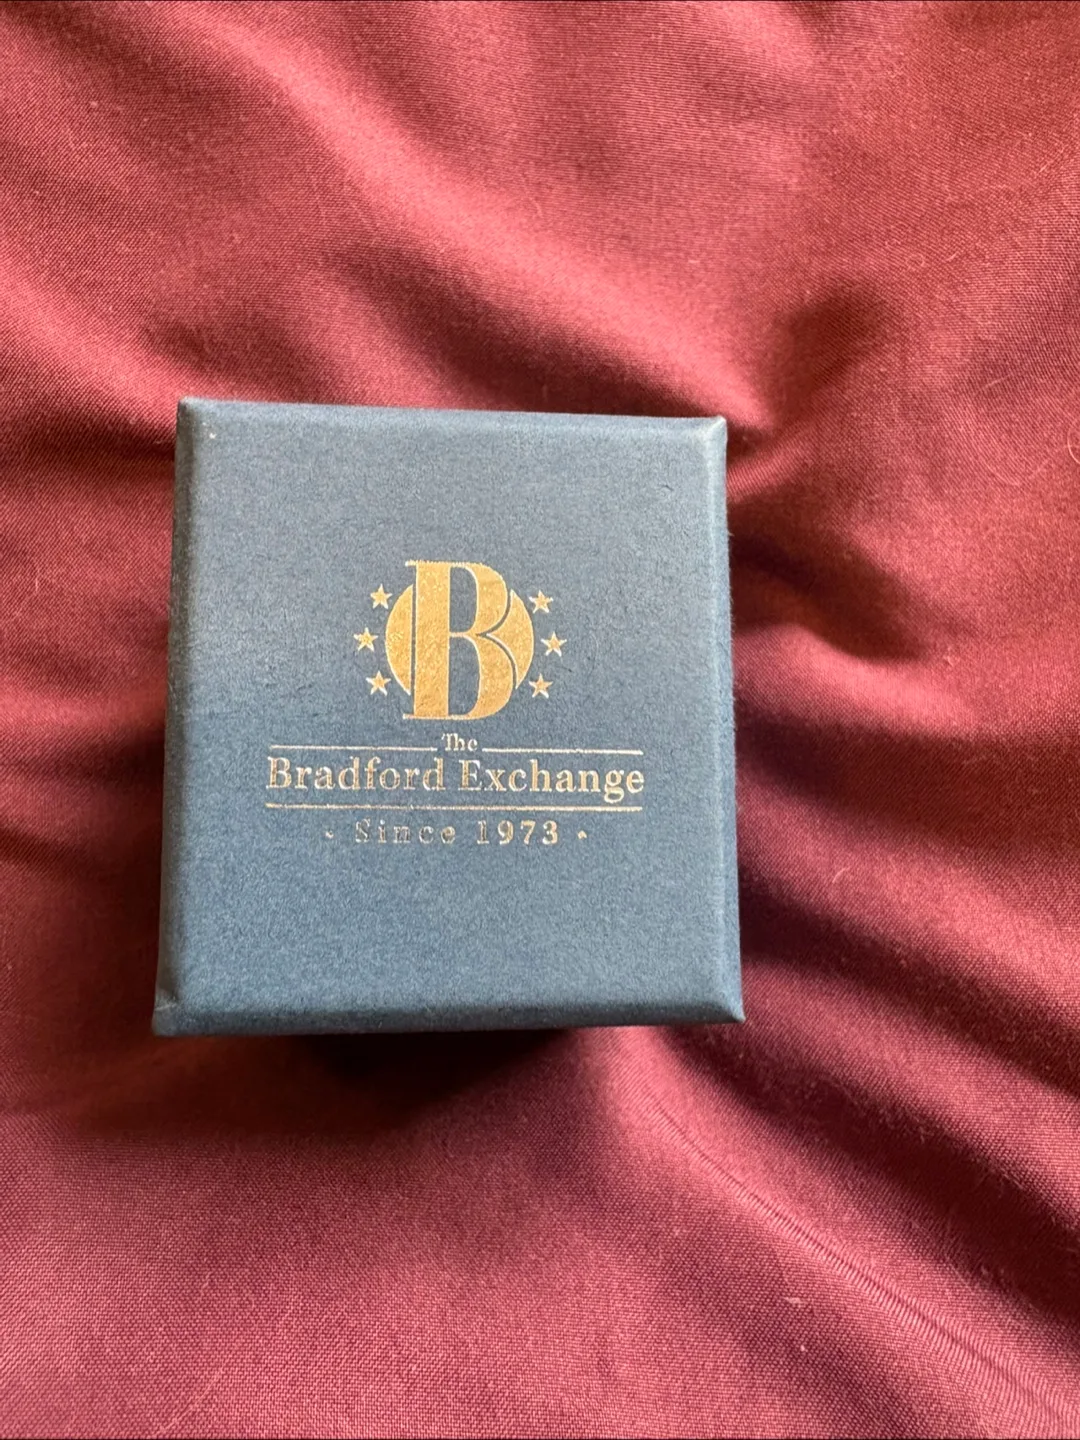 B
The
Bradford Exchange
· Since 1973 ·